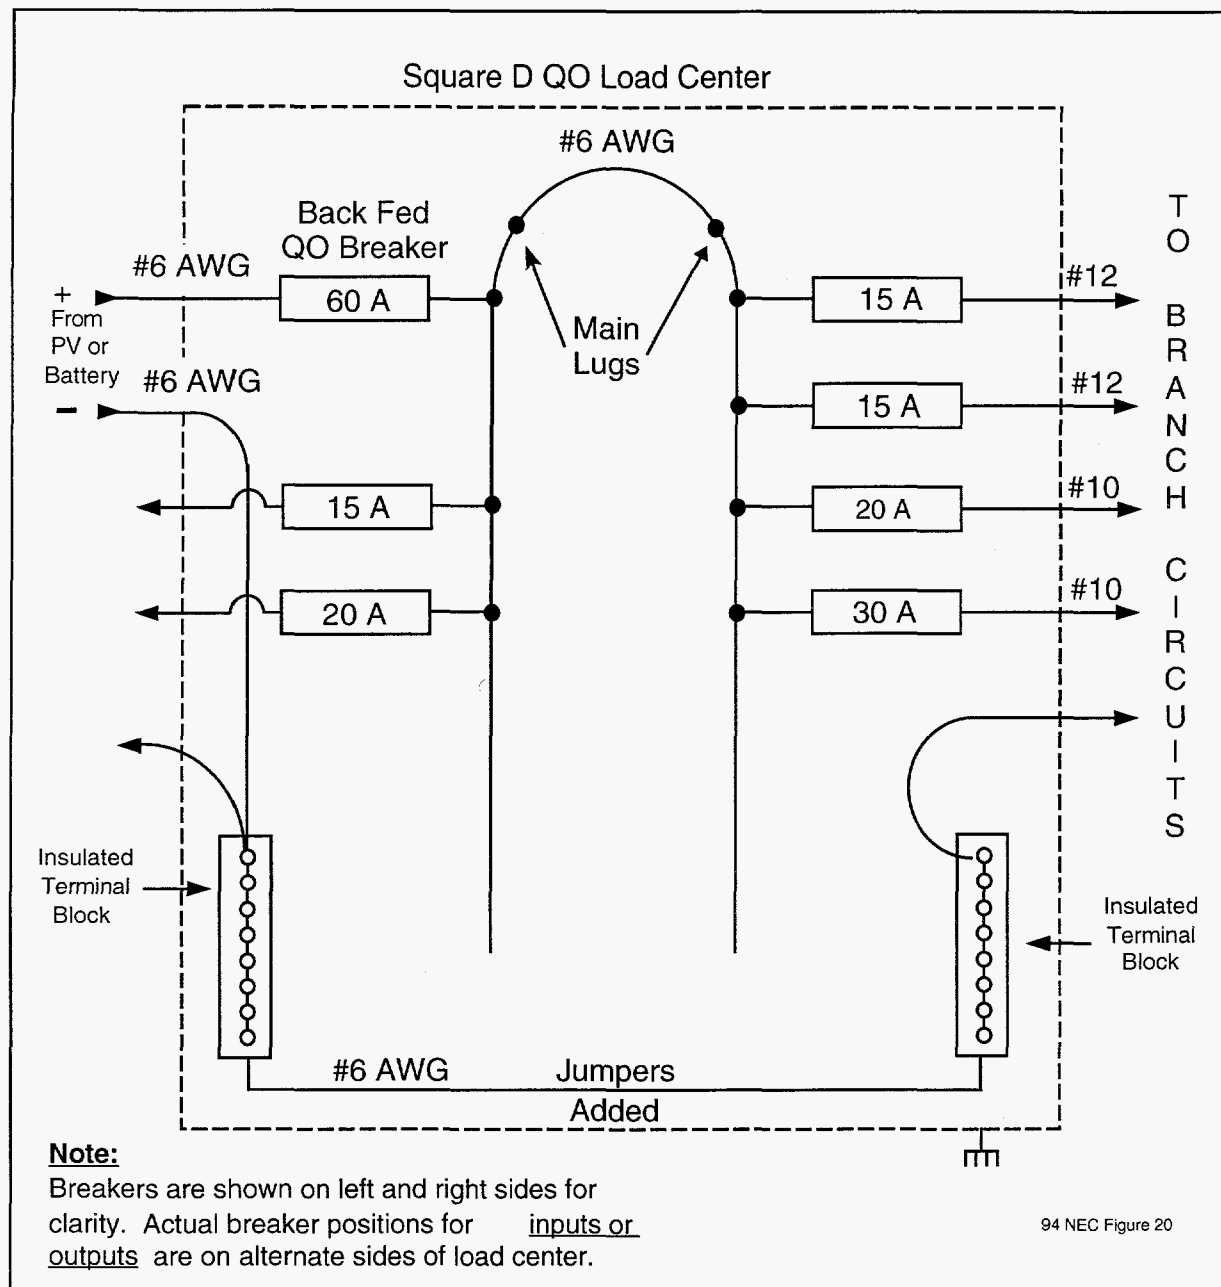 Square D QO Load Center
#6 AWG
Back Fed
QO Breaker
#6 AWG
60 A
+
From
PV or
Battery
#6 AWG
-
Main
Lugs
15 A
20 A
15 A
#12
15 A
#12
20 A
#10
30 A
#10
TO BRANCH CIRCUITS
Insulated
Terminal
Block
Insulated
Terminal
Block
#6 AWG Jumpers
Added
Note:
Breakers are shown on left and right sides for
clarity. Actual breaker positions for inputs or
outputs are on alternate sides of load center.
94 NEC Figure 20